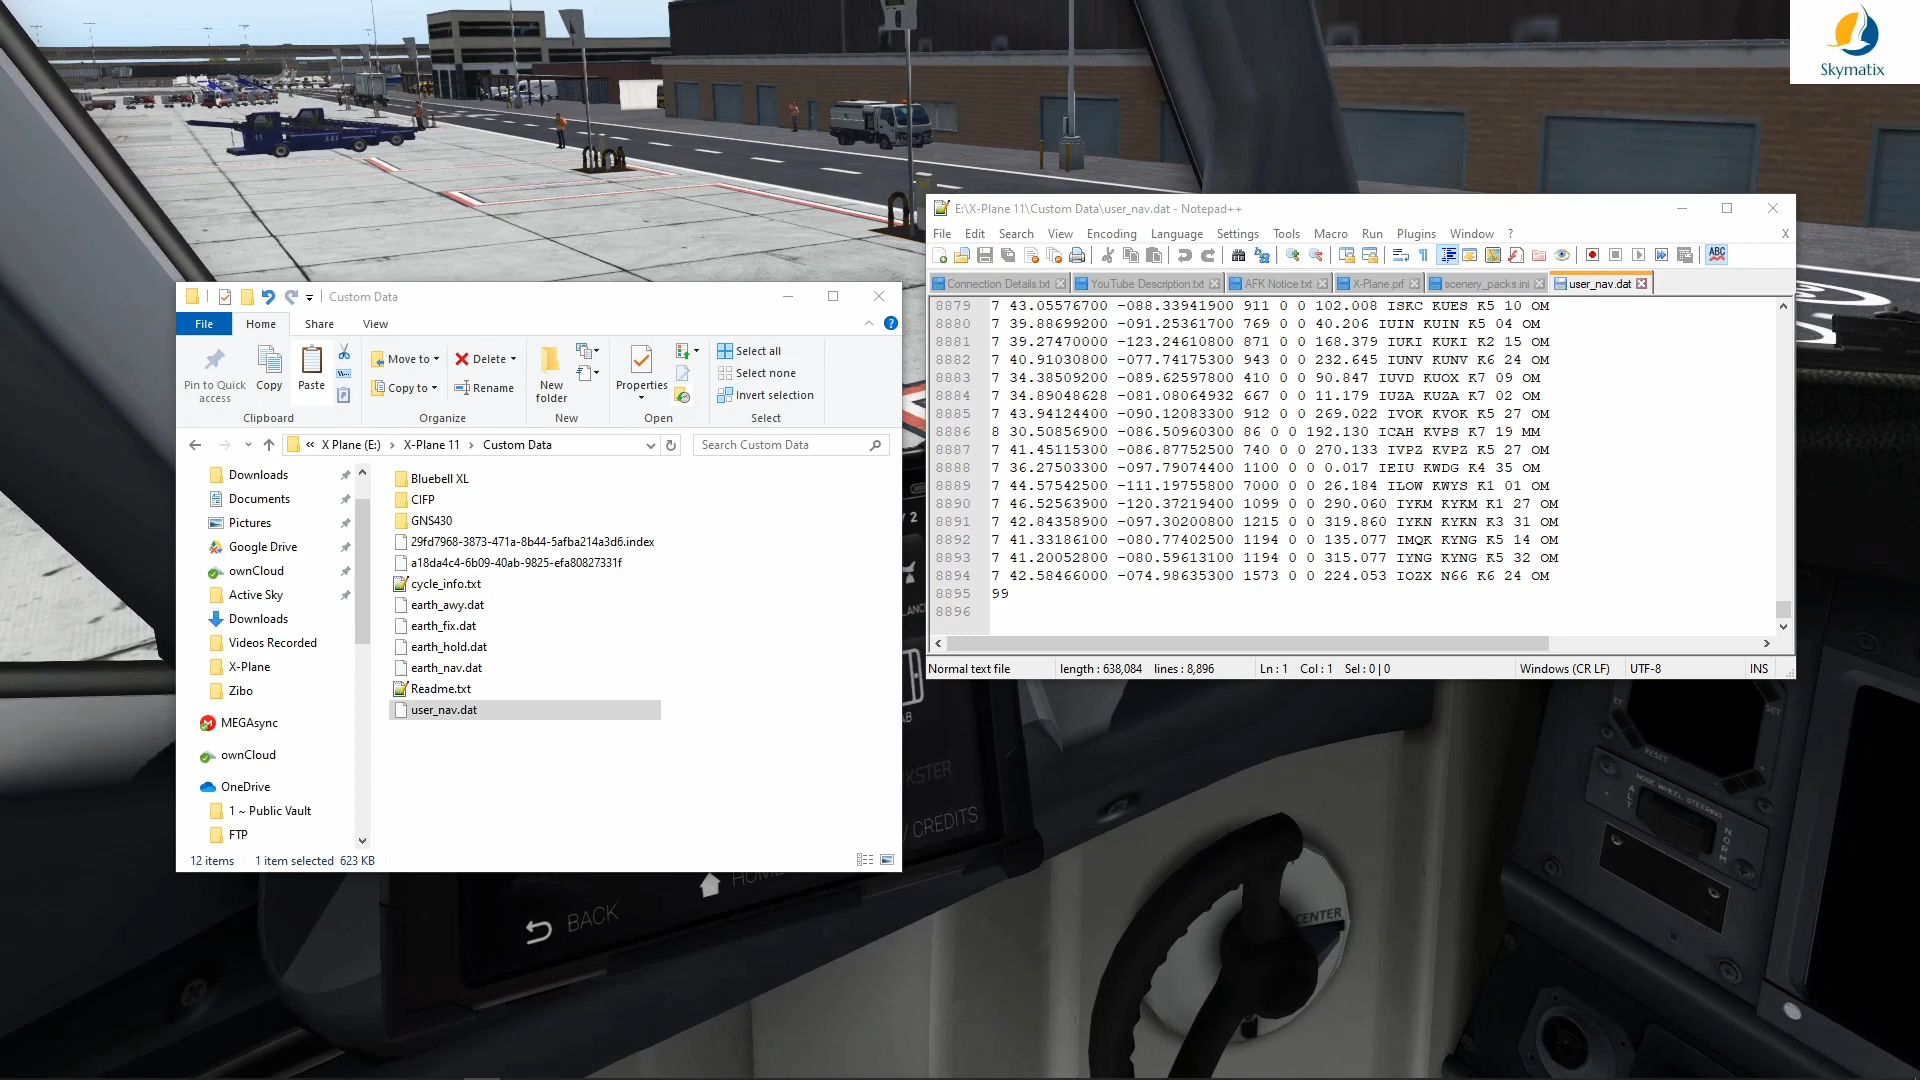 Skymatix
11
Custom Data
File
Home
Share
View
Pin to Quick
access
Copy
Paste
Move to
Copy to
Delete
Rename
New
folder
Properties
Select all
Select none
Invert selection
Clipboard
Organize
New
Open
Select
« X Plane (E:) > X-Plane 11 > Custom Data
Search Custom Data
Downloads
Documents
Pictures
Google Drive
ownCloud
Active Sky
Downloads
Videos Recorded
X-Plane
Zibo
MEGAsync
ownCloud
OneDrive
1 ~ Public Vault
FTP
Bluebell XL
CIFP
GNS430
29fd7968-3873-471a-8b44-5afba214a3d6.index
a18da4c4-6b09-40ab-9825-efa80827331f
cycle_info.txt
earth_awy.dat
earth_fix.dat
earth_hold.dat
earth_nav.dat
Readme.txt
user_nav.dat
12 items 1 item selected 623 KB
E:\X-Plane 11\Custom Data\user_nav.dat - Notepad++
File Edit Search View Encoding Language Settings Tools Macro Run Plugins Window ? X
ABC
Connection Details.txt YouTube Description.txt AFK Notice.txt X-Plane.prf scenery_packs.ini user_nav.dat
8879 7 43.05576700 -088.33941900 911 0 0 102.008 ISKC KUES K5 10 OM
8880 7 39.88699200 -091.25361700 769 0 0 40.206 IUIN KUIN K5 04 OM
8881 7 39.27470000 -123.24610800 871 0 0 168.379 IUKI KUKI K2 15 OM
8882 7 40.91030800 -077.74175300 943 0 0 232.645 IUNV KUNV K6 24 OM
8883 7 34.38509200 -089.62597800 410 0 0 90.847 IUVD KUOX K7 09 OM
8884 7 34.89048628 -081.08064932 667 0 0 11.179 IUZA KUZA K7 02 OM
8885 7 43.94124400 -090.12083300 912 0 0 269.022 IVOK KVOK K5 27 OM
8886 8 30.50856900 -086.50960300 86 0 0 192.130 ICAH KVPS K7 19 MM
8887 7 41.45115300 -086.87752500 740 0 0 270.133 IVPZ KVPZ K5 27 OM
8888 7 36.27503300 -097.79074400 1100 0 0 0.017 IEIU KWDG K4 35 OM
8889 7 44.57542500 -111.19755800 7000 0 0 26.184 ILOW KWYS K1 01 OM
8890 7 46.52563900 -120.37219400 1099 0 0 290.060 IYKM KYKM K1 27 OM
8891 7 42.84358900 -097.30200800 1215 0 0 319.860 IYKN KYKN K3 31 OM
8892 7 41.33186100 -080.77402500 1194 0 0 135.077 IMQK KYNG K5 14 OM
8893 7 41.20052800 -080.59613100 1194 0 0 315.077 IYNG KYNG K5 32 OM
8894 7 42.58466000 -074.98635300 1573 0 0 224.053 IOZX N66 K6 24 OM
8895 99
8896
Normal text file length : 638,084 lines : 8,896 Ln : 1 Col : 1 Sel : 0 | 0 Windows (CR LF) UTF-8 INS
/ CREDITS
BACK
CENTER
RESET
SET
NOSE WHEEL STEERING
ALT
NORM